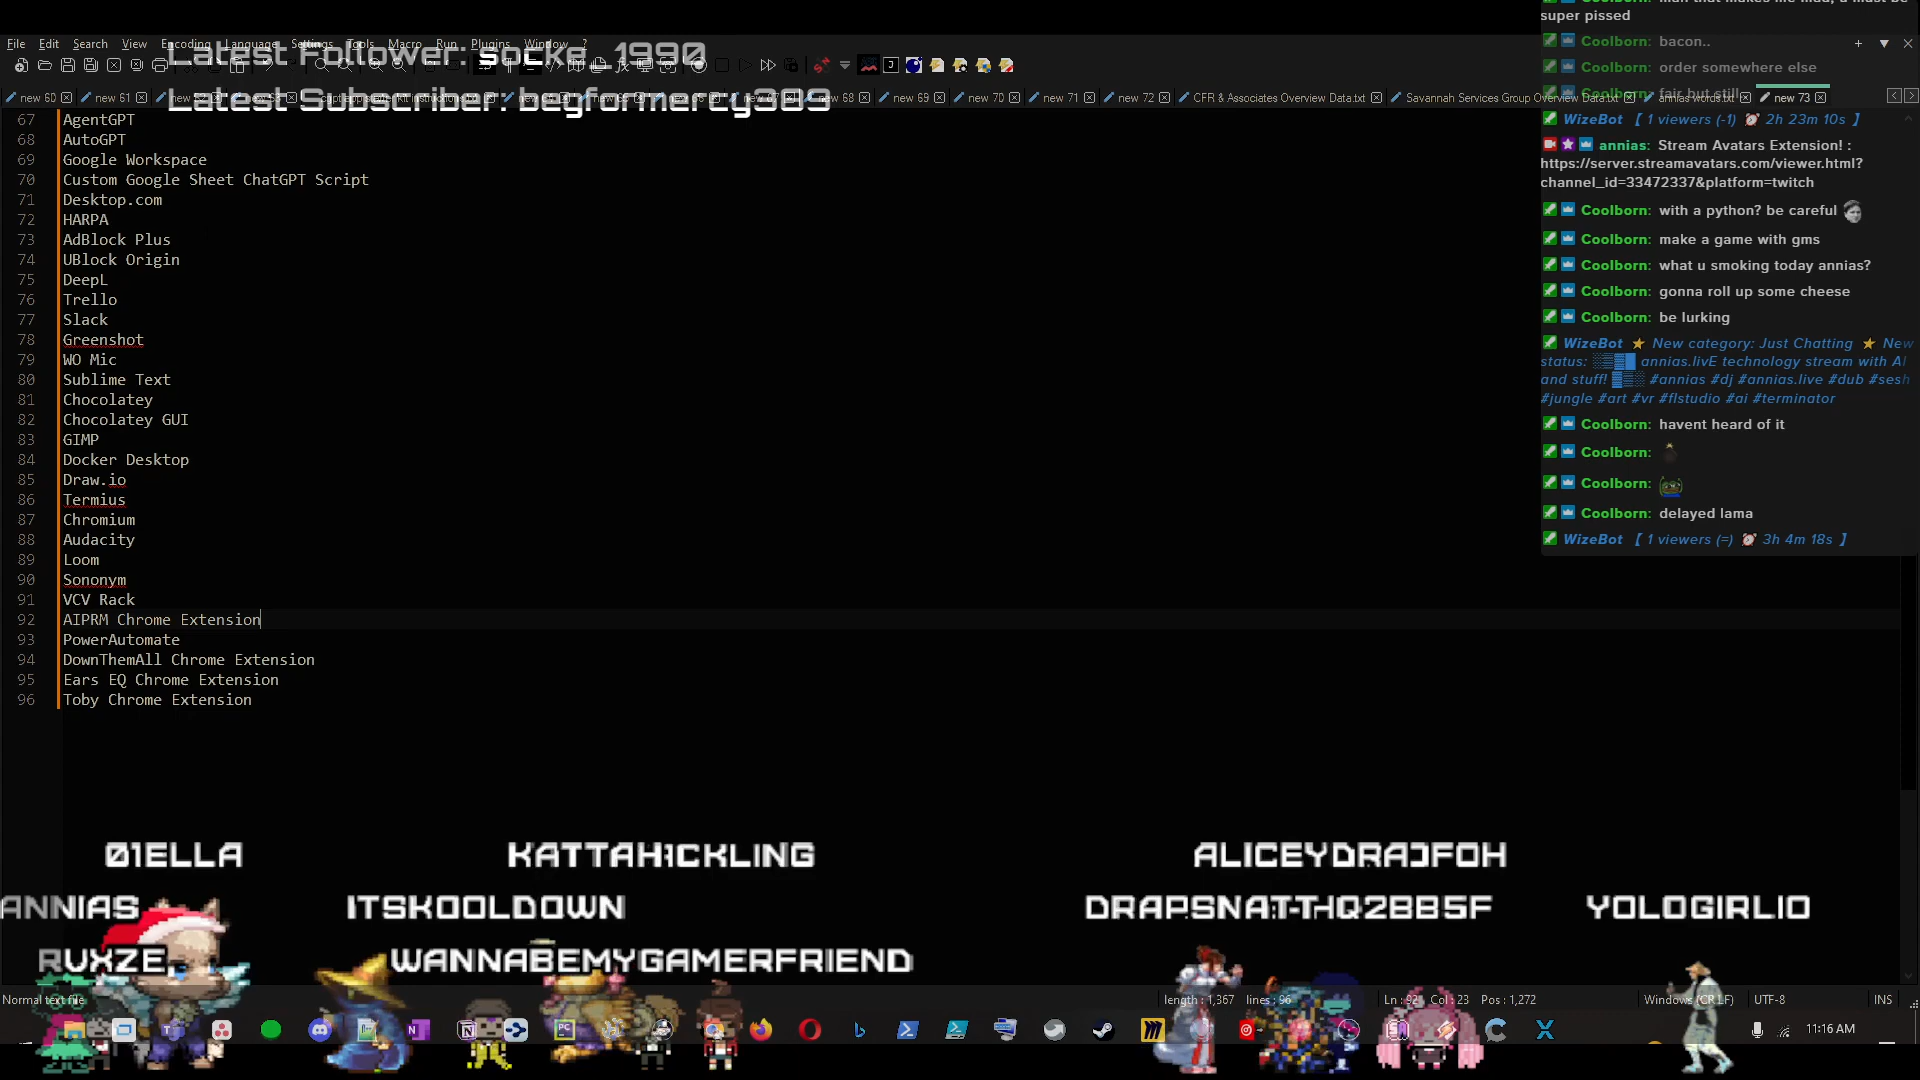 File Edit Search View Encoding Language Settings Tools Macro Run Plugins Window ?
Latest Follower: socke_1990
Latest Subscriber: begformercy389
new 60
new 61
new 68
new 69
new 70
new 71
new 72
CFR & Associates Overview Data.txt
Savannah Services Group Overview Data.txt
annias words.txt
new 73
67 AgentGPT
68 AutoGPT
69 Google Workspace
70 Custom Google Sheet ChatGPT Script
71 Desktop.com
72 HARPA
73 AdBlock Plus
74 UBlock Origin
75 DeepL
76 Trello
77 Slack
78 Greenshot
79 WO Mic
80 Sublime Text
81 Chocolatey
82 Chocolatey GUI
83 GIMP
84 Docker Desktop
85 Draw.io
86 Termius
87 Chromium
88 Audacity
89 Loom
90 Sononym
91 VCV Rack
92 AIPRM Chrome Extension
93 PowerAutomate
94 DownThemAll Chrome Extension
95 Ears EQ Chrome Extension
96 Toby Chrome Extension
super pissed
Coolborn: bacon..
Coolborn: order somewhere else
Coolborn: fair but still
WizeBot 【 1 viewers (-1) ⏰ 2h 23m 10s 】
annias: Stream Avatars Extension! :
https://server.streamavatars.com/viewer.html?
channel_id=33472337&platform=twitch
Coolborn: with a python? be careful
Coolborn: make a game with gms
Coolborn: what u smoking today annias?
Coolborn: gonna roll up some cheese
Coolborn: be lurking
WizeBot ★ New category: Just Chatting ★ New
status: ░▒▓█ annias.livE technology stream with AI
and stuff! ▓▒░ #annias #dj #annias.live #dub #sesh
#jungle #art #vr #flstudio #ai #terminator
Coolborn: havent heard of it
Coolborn:
Coolborn:
Coolborn: delayed lama
WizeBot 【 1 viewers (=) ⏰ 3h 4m 18s 】
01ELLA
ANNIAS
ITSKOOLDOWN
YOLOGIRLIO
RUXZE
WANNABEMYGAMERFRIEND
Normal text file
length : 1,367 lines : 96
Ln : 92 Col : 23 Pos : 1,272
Windows (CR LF)
UTF-8
INS
11:16 AM